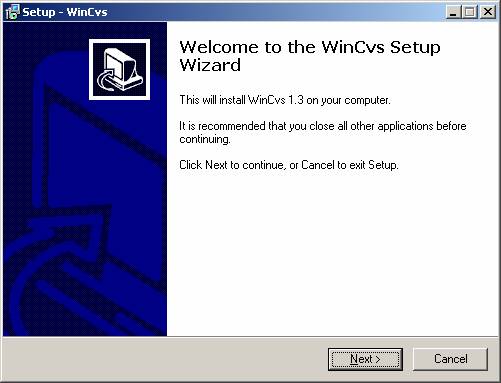 Setup - WinCvs
Welcome to the WinCvs Setup
Wizard
This will install WinCvs 1.3 on your computer.
It is recommended that you close all other applications before
continuing.
Click Next to continue, or Cancel to exit Setup.
Next >
Cancel